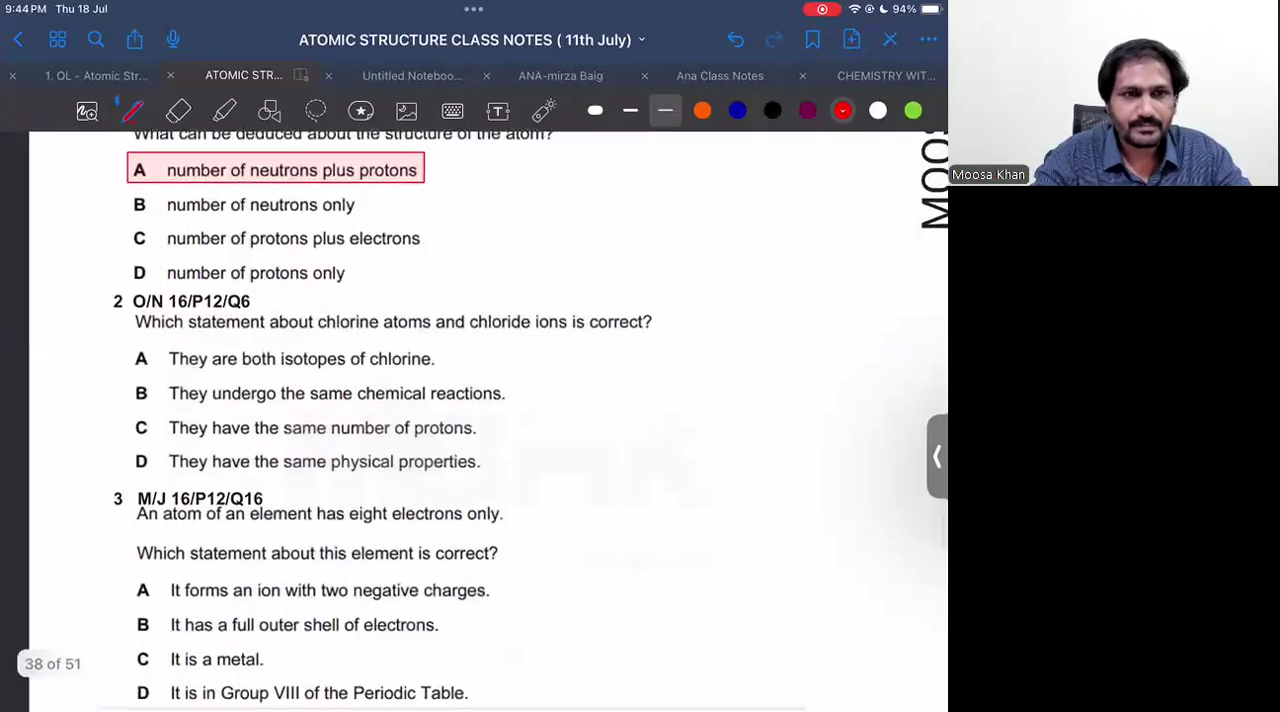 9:44 PM Thu 18 Jul
94%
ATOMIC STRUCTURE CLASS NOTES ( 11th July)
1. OL - Atomic Str...
ATOMIC STR...
Untitled Noteboo...
ANA-mirza Baig
Ana Class Notes
CHEMISTRY WIT...
What can be deduced about the structure of the atom?
A number of neutrons plus protons
B number of neutrons only
C number of protons plus electrons
D number of protons only
2 O/N 16/P12/Q6
Which statement about chlorine atoms and chloride ions is correct?
A They are both isotopes of chlorine.
B They undergo the same chemical reactions.
C They have the same number of protons.
D They have the same physical properties.
3 M/J 16/P12/Q16
An atom of an element has eight electrons only.
Which statement about this element is correct?
A It forms an ion with two negative charges.
B It has a full outer shell of electrons.
C It is a metal.
D It is in Group VIII of the Periodic Table.
38 of 51
MOO
Moosa Khan